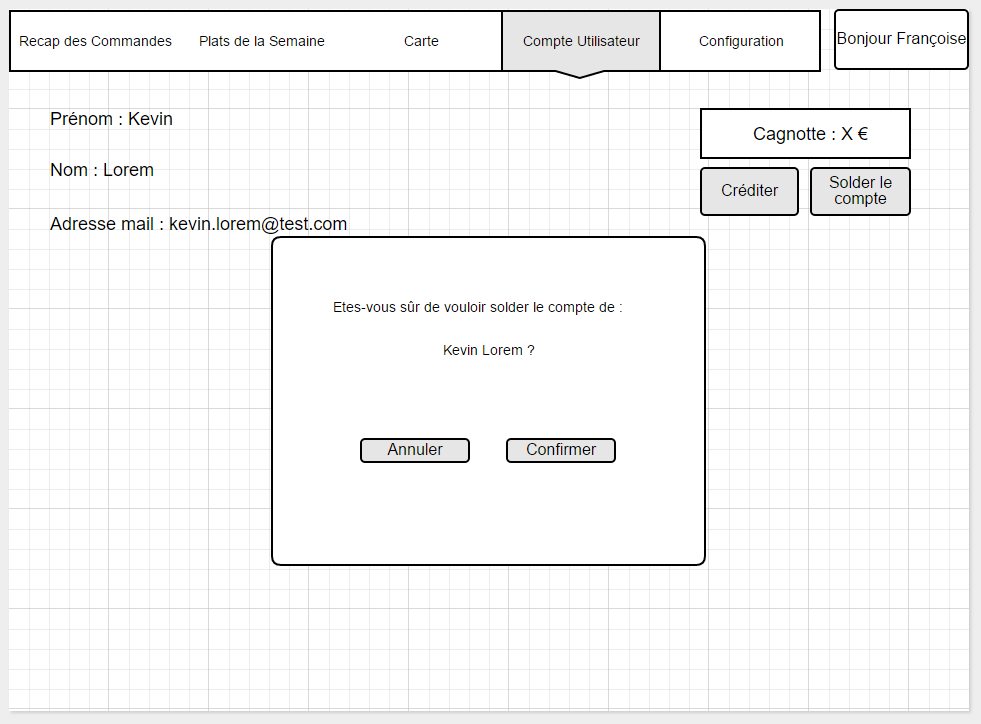 Recap des Commandes
Plats de la Semaine
Carte
Compte Utilisateur
Configuration
Bonjour Françoise
Prénom : Kevin
Nom : Lorem
Adresse mail : kevin.lorem@test.com
Cagnotte : X €
Créditer
Solder le
compte
Etes-vous sûr de vouloir solder le compte de :
Kevin Lorem ?
Annuler
Confirmer